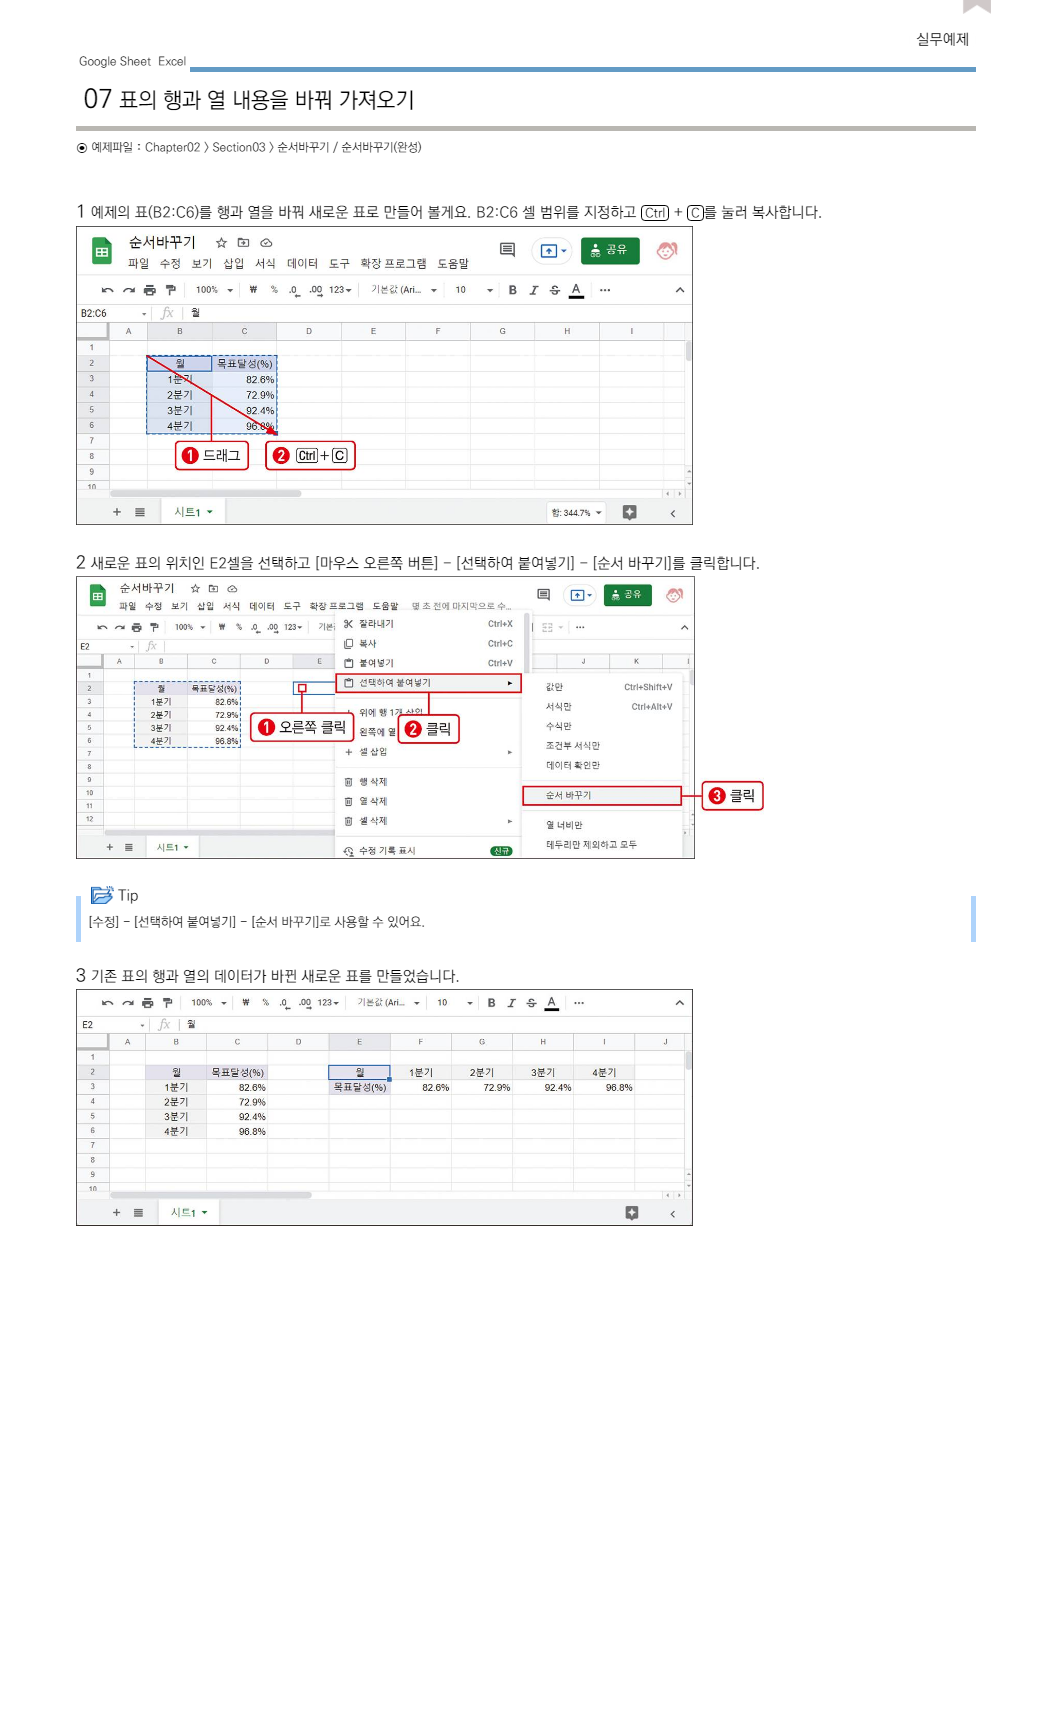 실무예제
Google Sheet Excel
07 표의 행과 열 내용을 바꿔 가져오기
예제파일 : Chapter02 > Section03 > 순서바꾸기 / 순서바꾸기(완성)
1 예제의 표(B2:C6)를 행과 열을 바꿔 새로운 표로 만들어 볼게요. B2:C6 셀 범위를 지정하고 Ctrl + C를 눌러 복사합니다.
순서바꾸기
공유
파일 수정 보기 삽입 서식 데이터 도구 확장 프로그램 도움말
100% ₩ % .0 .00 123 기본값 (Ari... 10 B I S A ...
B2:C6 fx 월
A B C D E F G H I
1
2 월 목표달성(%)
3 1분기 82.6%
4 2분기 72.9%
5 3분기 92.4%
6 4분기 96.8%
7
8 1 드래그 2 Ctrl+C
9
10
+ 시트1 합: 344.7%
2 새로운 표의 위치인 E2셀을 선택하고 [마우스 오른쪽 버튼] - [선택하여 붙여넣기] - [순서 바꾸기]를 클릭합니다.
순서바꾸기
공유
파일 수정 보기 삽입 서식 데이터 도구 확장 프로그램 도움말 몇 초 전에 마지막으로 수...
100% ₩ % .0 .00 123 기본
E2 fx
A B C D E J K
1
2 월 목표달성(%)
3 1분기 82.6%
4 2분기 72.9%
5 3분기 92.4%
6 4분기 96.8%
7
8
9
10
11
12
+ 시트1
잘라내기 Ctrl+X
복사 Ctrl+C
붙여넣기 Ctrl+V
선택하여 붙여넣기
위에 행 1개 삽입
왼쪽에 열
셀 삽입
행 삭제
열 삭제
셀 삭제
수정 기록 표시 신규
1 오른쪽 클릭
2 클릭
값만 Ctrl+Shift+V
서식만 Ctrl+Alt+V
수식만
조건부 서식만
데이터 확인만
순서 바꾸기
3 클릭
열 너비만
테두리만 제외하고 모두
Tip
[수정] - [선택하여 붙여넣기] - [순서 바꾸기]로 사용할 수 있어요.
3 기존 표의 행과 열의 데이터가 바뀐 새로운 표를 만들었습니다.
100% ₩ % .0 .00 123 기본값 (Ari... 10 B I S A ...
E2 fx 월
A B C D E F G H I J
1
2 월 목표달성(%) 월 1분기 2분기 3분기 4분기
3 1분기 82.6% 목표달성(%) 82.6% 72.9% 92.4% 96.8%
4 2분기 72.9%
5 3분기 92.4%
6 4분기 96.8%
7
8
9
10
+ 시트1